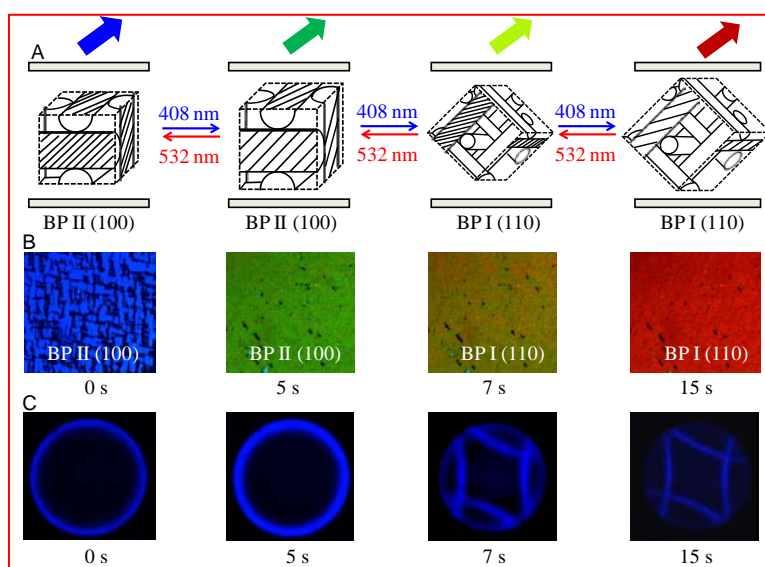 A
408 nm 408 nm 408 nm
532 nm 532 nm 532 nm
BP II (100) BP II (100) BP I (110) BP I (110)
B
BP II (100) BP II (100) BP I (110) BP I (110)
0 s 5 s 7 s 15 s
C
0 s 5 s 7 s 15 s